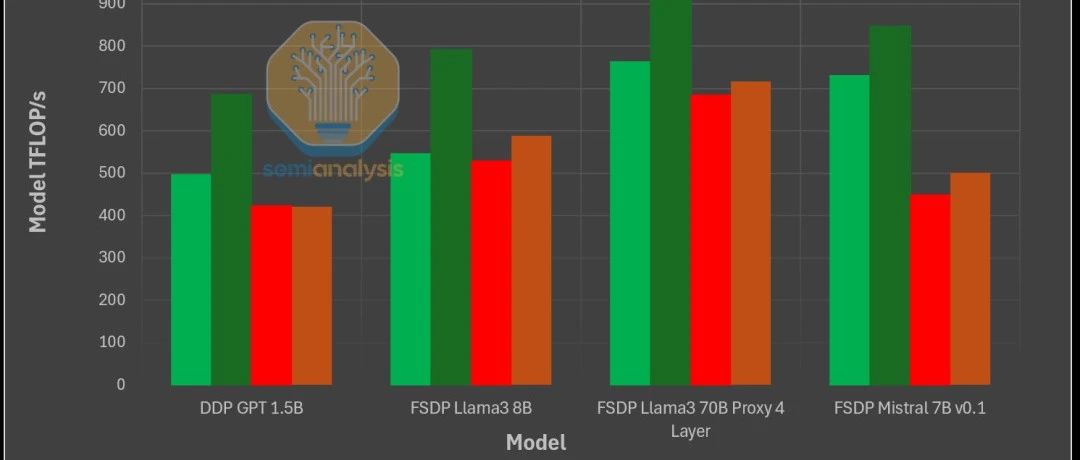 900
800
700
600
500
400
300
200
100
0
Model TFLOP/s
semianalysis
DDP GPT 1.5B
FSDP Llama3 8B
FSDP Llama3 70B Proxy 4
Layer
FSDP Mistral 7B v0.1
Model